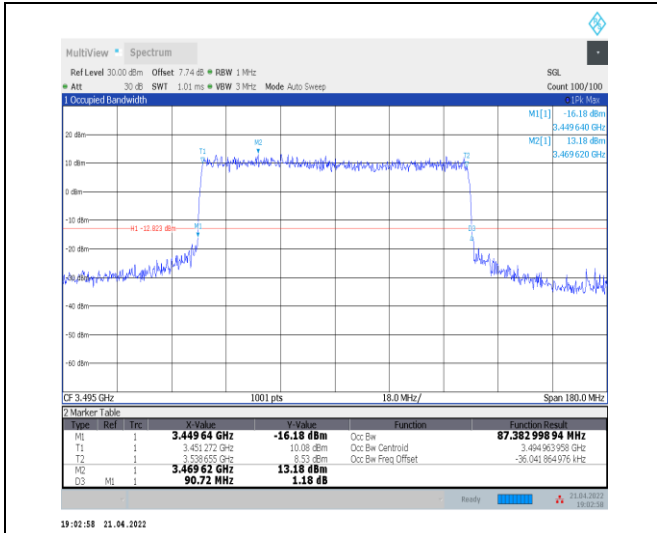 MultiView Spectrum
Ref Level 30.00 dBm Offset 7.74 dB RBW 1 MHz SGL
Att 30 dB SWT 1.01 ms VBW 3 MHz Mode Auto Sweep Count 100/100
1 Occupied Bandwidth 1Pk Max
M1[1] -16.18 dBm
3.449 640 GHz
M2[1] 13.18 dBm
3.469 620 GHz
20 dBm
M2
T1 T2
10 dBm
0 dBm
-10 dBm
H1 -12.823 dBm M1 D3
-20 dBm
-30 dBm
-40 dBm
-50 dBm
-60 dBm
CF 3.495 GHz 1001 pts 18.0 MHz/ Span 180.0 MHz
2 Marker Table
Type Ref Trc X-Value Y-Value Function Function Result
M1 1 3.449 64 GHz -16.18 dBm Occ Bw 87.382 998 94 MHz
T1 1 3.451 272 GHz 10.08 dBm Occ Bw Centroid 3.494 963 958 GHz
T2 1 3.538 655 GHz 8.53 dBm Occ Bw Freq Offset -36.041 864 976 kHz
M2 1 3.469 62 GHz 13.18 dBm
D3 M1 1 90.72 MHz 1.18 dB
Ready 21.04.2022
19:02:58
19:02:58 21.04.2022